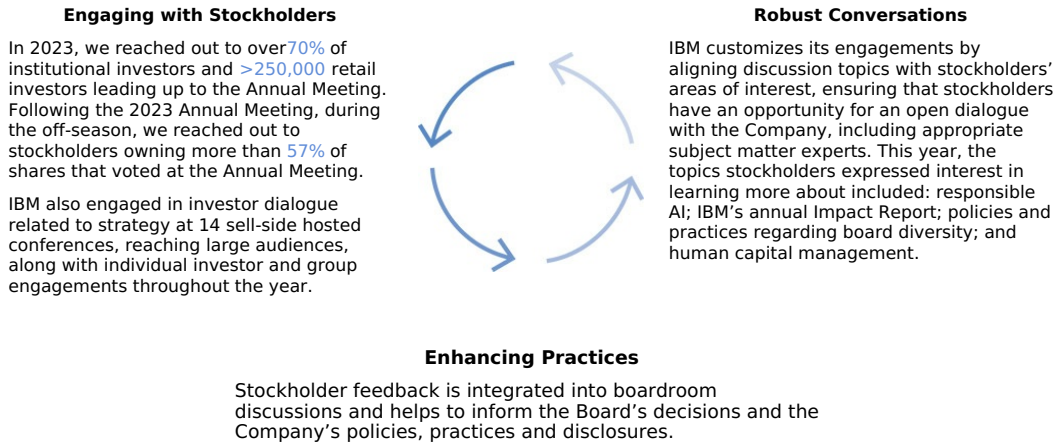 Engaging with Stockholders
In 2023, we reached out to over70% of
institutional investors and >250,000 retail
investors leading up to the Annual Meeting.
Following the 2023 Annual Meeting, during
the off-season, we reached out to
stockholders owning more than 57% of
shares that voted at the Annual Meeting.
IBM also engaged in investor dialogue
related to strategy at 14 sell-side hosted
conferences, reaching large audiences,
along with individual investor and group
engagements throughout the year.
Robust Conversations
IBM customizes its engagements by
aligning discussion topics with stockholders’
areas of interest, ensuring that stockholders
have an opportunity for an open dialogue
with the Company, including appropriate
subject matter experts. This year, the
topics stockholders expressed interest in
learning more about included: responsible
AI; IBM’s annual Impact Report; policies and
practices regarding board diversity; and
human capital management.
Enhancing Practices
Stockholder feedback is integrated into boardroom
discussions and helps to inform the Board’s decisions and the
Company’s policies, practices and disclosures.